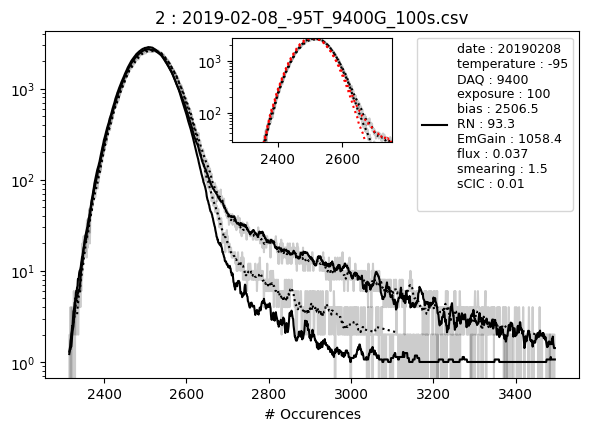 2 : 2019-02-08_-95T_9400G_100s.csv
10³
10²
10¹
10⁰
10³
10²
2400 2600
date : 20190208
temperature : -95
DAQ : 9400
exposure : 100
bias : 2506.5
RN : 93.3
EmGain : 1058.4
flux : 0.037
smearing : 1.5
sCIC : 0.01
2400 2600 2800 3000 3200 3400
# Occurences